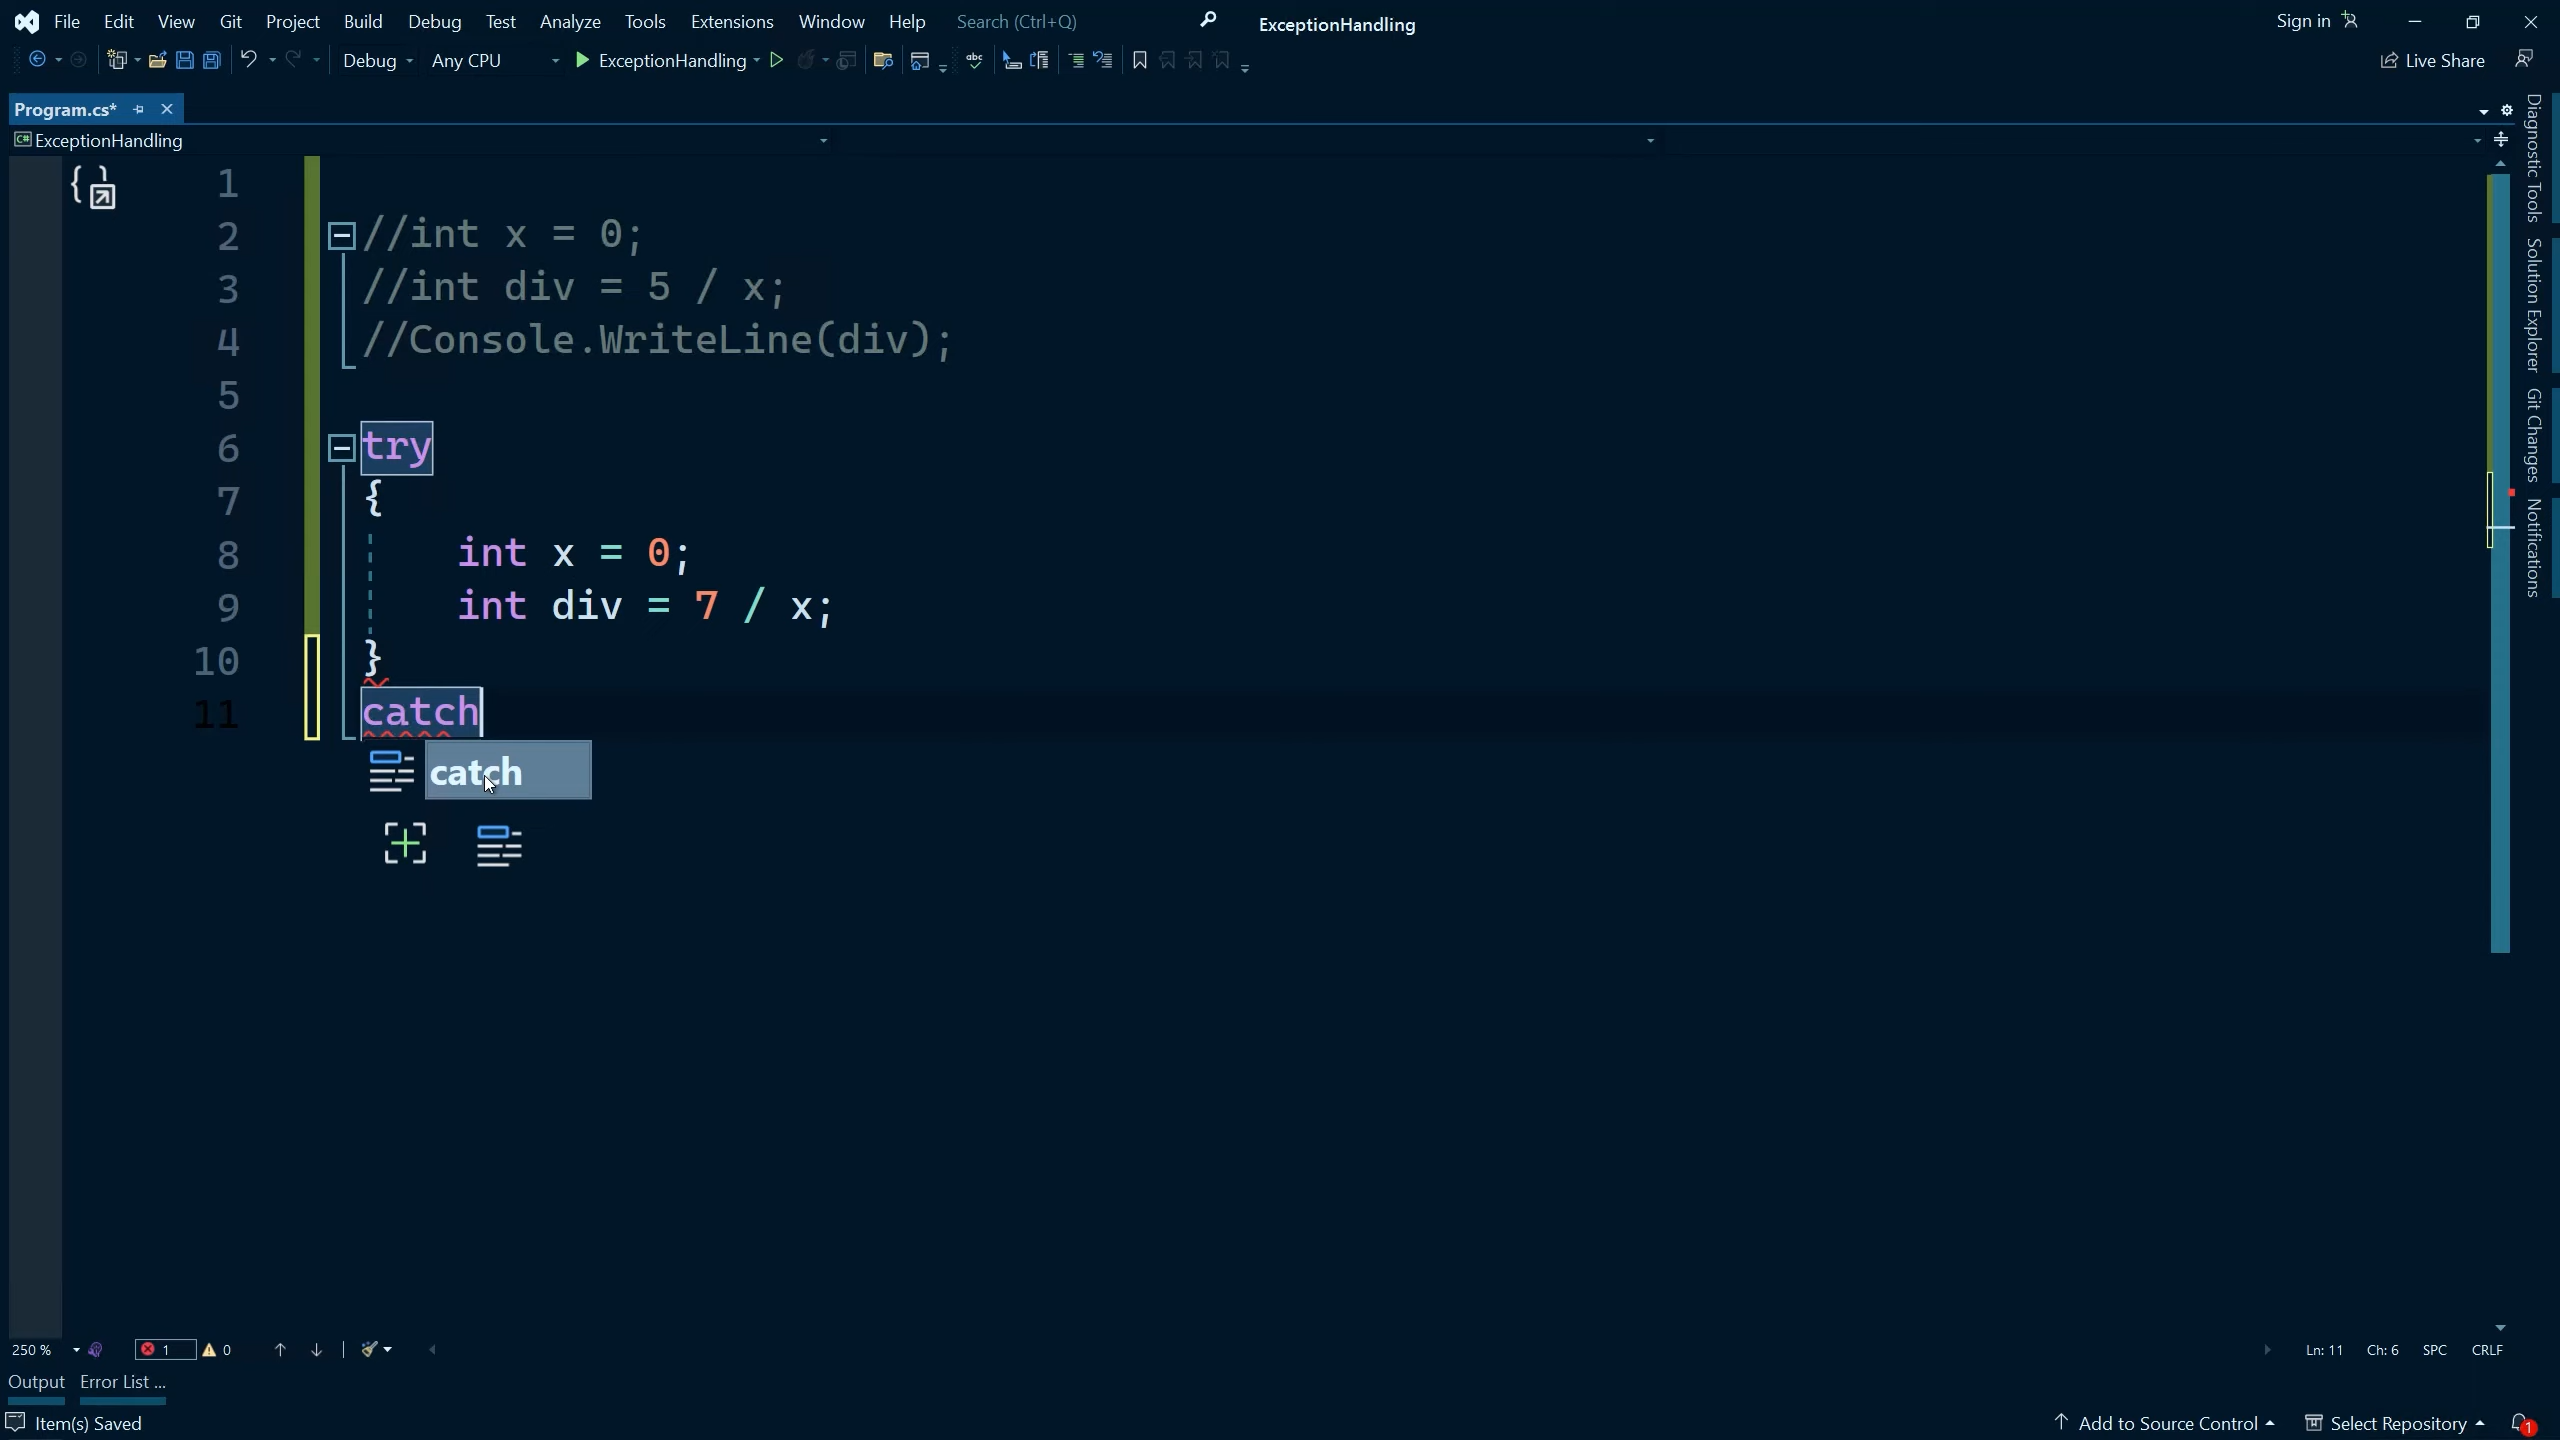 File Edit View Git Project Build Debug Test Analyze Tools Extensions Window Help Search (Ctrl+Q) ExceptionHandling Sign in
Debug Any CPU ExceptionHandling Live Share
Program.cs*
C# ExceptionHandling
1
2 //int x = 0;
3 //int div = 5 / x;
4 //Console.WriteLine(div);
5
6 try
7 {
8 int x = 0;
9 int div = 7 / x;
10 }
11 catch
catch
Diagnostic Tools
Solution Explorer
Git Changes
Notifications
250 % 1 0 Ln: 11 Ch: 6 SPC CRLF
Output Error List ...
Item(s) Saved Add to Source Control Select Repository 1